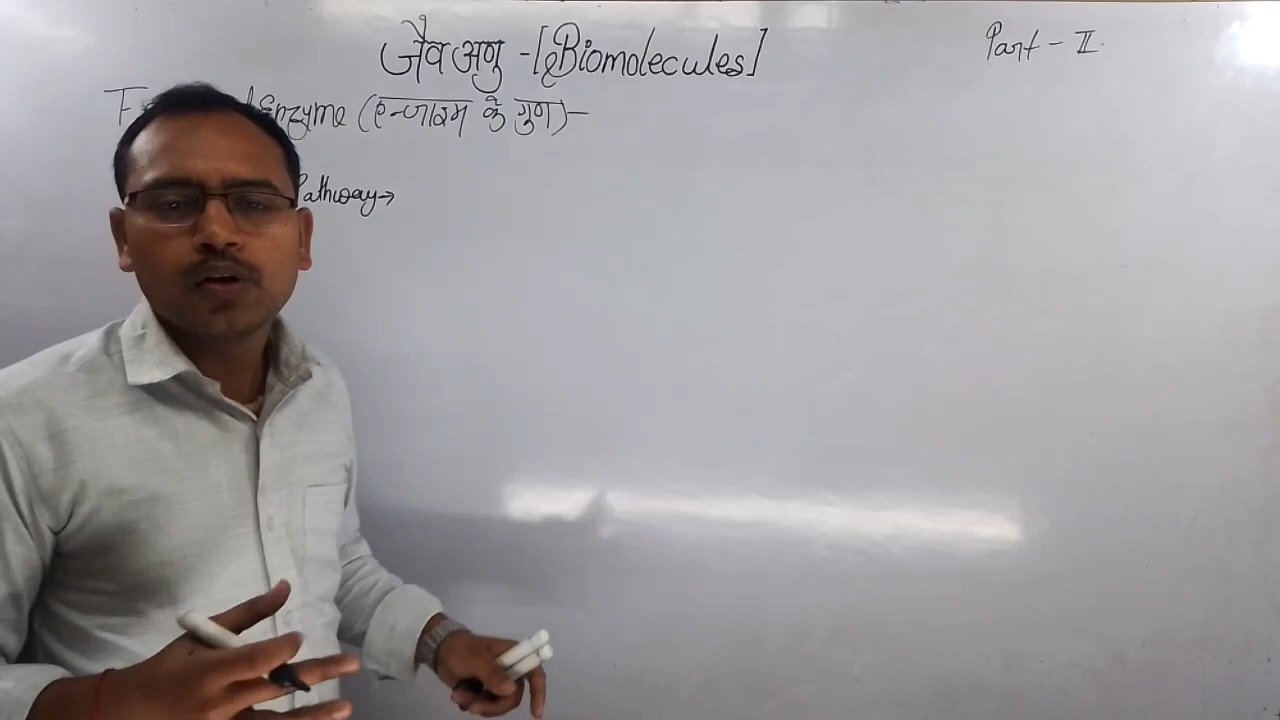 जैव अणु - [Biomolecules]
Part - II.
Enzyme (एन्जाइम के गुण) -
Pathway →